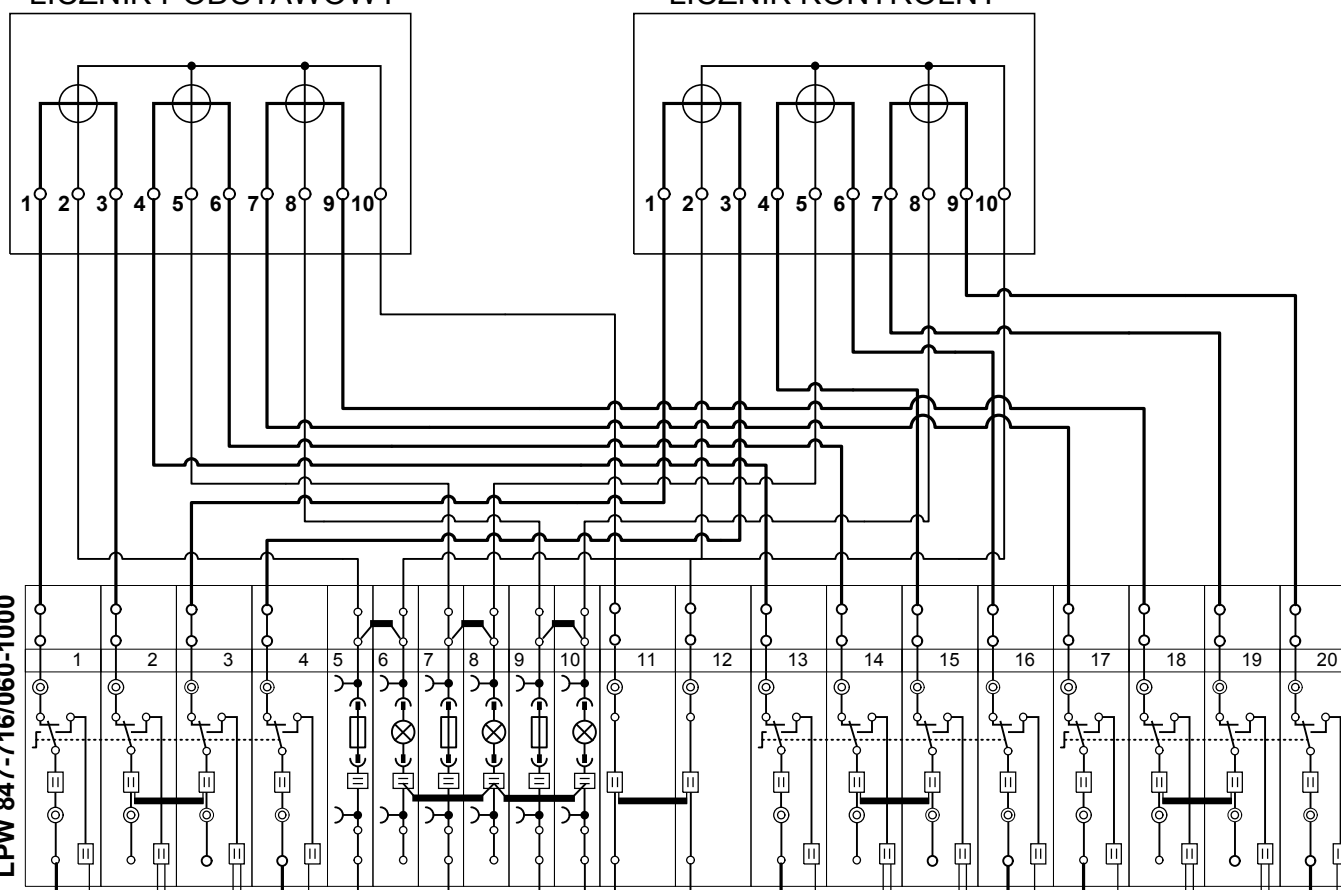 LICZNIK PODSTAWOWY
LICZNIK KONTROLNY
1 2 3 4 5 6 7 8 9 10
1 2 3 4 5 6 7 8 9 10
LPW 847-716/060-1000
1 2 3 4 5 6 7 8 9 10 11 12 13 14 15 16 17 18 19 20